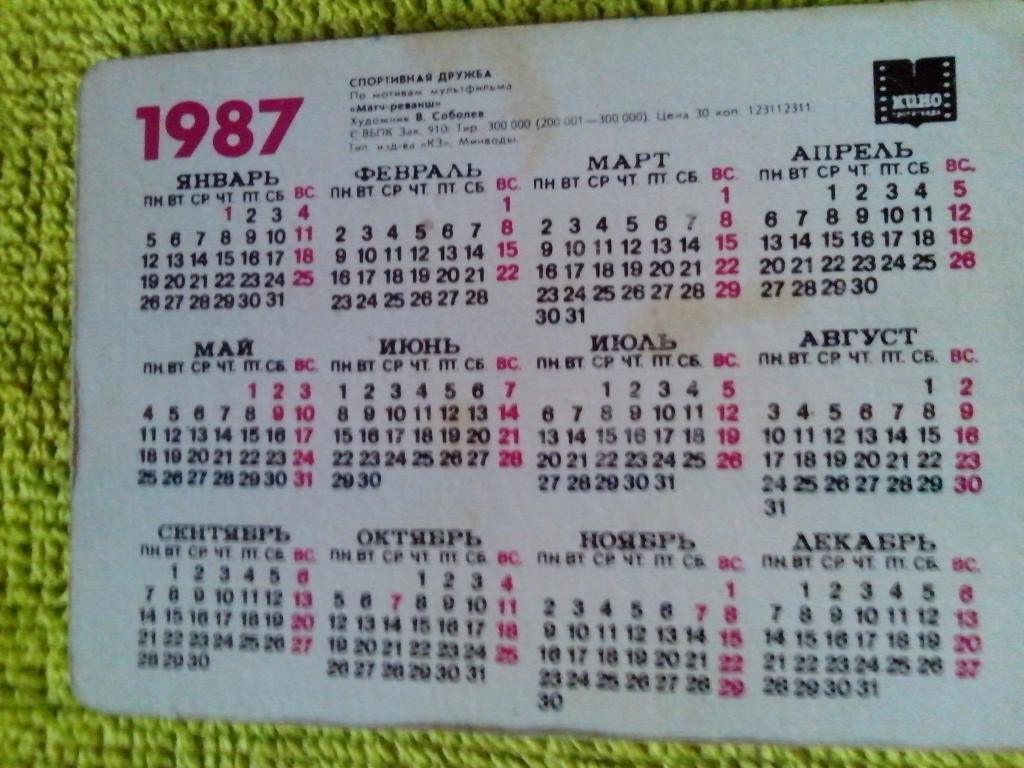 1987
СПОРТИВНАЯ ДРУЖБА
По мотивам мультфильма
«Матч-реванш»
Художник В. Соболев
С ВБПК Зак. 910. Тир. 300 000 (200 001—300 000). Цена 30 коп. 123112311.
Тип. изд-ва «КЗ». Минводы.
КИНО
ЯНВАРЬ
ПН. ВТ. СР. ЧТ. ПТ. СБ. ВС.
1 2 3 4
5 6 7 8 9 10 11
12 13 14 15 16 17 18
19 20 21 22 23 24 25
26 27 28 29 30 31
ФЕВРАЛЬ
ПН. ВТ. СР. ЧТ. ПТ. СБ. ВС.
1
2 3 4 5 6 7 8
9 10 11 12 13 14 15
16 17 18 19 20 21 22
23 24 25 26 27 28
МАРТ
ПН. ВТ. СР. ЧТ. ПТ. СБ. ВС.
1
2 3 4 5 6 7 8
9 10 11 12 13 14 15
16 17 18 19 20 21 22
23 24 25 26 27 28 29
30 31
АПРЕЛЬ
ПН. ВТ. СР. ЧТ. ПТ. СБ. ВС.
1 2 3 4 5
6 7 8 9 10 11 12
13 14 15 16 17 18 19
20 21 22 23 24 25 26
27 28 29 30
МАЙ
ПН. ВТ. СР. ЧТ. ПТ. СБ. ВС.
1 2 3
4 5 6 7 8 9 10
11 12 13 14 15 16 17
18 19 20 21 22 23 24
25 26 27 28 29 30 31
ИЮНЬ
ПН. ВТ. СР. ЧТ. ПТ. СБ. ВС.
1 2 3 4 5 6 7
8 9 10 11 12 13 14
15 16 17 18 19 20 21
22 23 24 25 26 27 28
29 30
ИЮЛЬ
ПН. ВТ. СР. ЧТ. ПТ. СБ. ВС.
1 2 3 4 5
6 7 8 9 10 11 12
13 14 15 16 17 18 19
20 21 22 23 24 25 26
27 28 29 30 31
АВГУСТ
ПН. ВТ. СР. ЧТ. ПТ. СБ. ВС.
1 2
3 4 5 6 7 8 9
10 11 12 13 14 15 16
17 18 19 20 21 22 23
24 25 26 27 28 29 30
31
СЕНТЯБРЬ
ПН. ВТ. СР. ЧТ. ПТ. СБ. ВС.
1 2 3 4 5 6
7 8 9 10 11 12 13
14 15 16 17 18 19 20
21 22 23 24 25 26 27
28 29 30
ОКТЯБРЬ
ПН. ВТ. СР. ЧТ. ПТ. СБ. ВС.
1 2 3 4
5 6 7 8 9 10 11
12 13 14 15 16 17 18
19 20 21 22 23 24 25
26 27 28 29 30 31
НОЯБРЬ
ПН. ВТ. СР. ЧТ. ПТ. СБ. ВС.
1
2 3 4 5 6 7 8
9 10 11 12 13 14 15
16 17 18 19 20 21 22
23 24 25 26 27 28 29
30
ДЕКАБРЬ
ПН. ВТ. СР. ЧТ. ПТ. СБ. ВС.
1 2 3 4 5 6
7 8 9 10 11 12 13
14 15 16 17 18 19 20
21 22 23 24 25 26 27
28 29 30 31